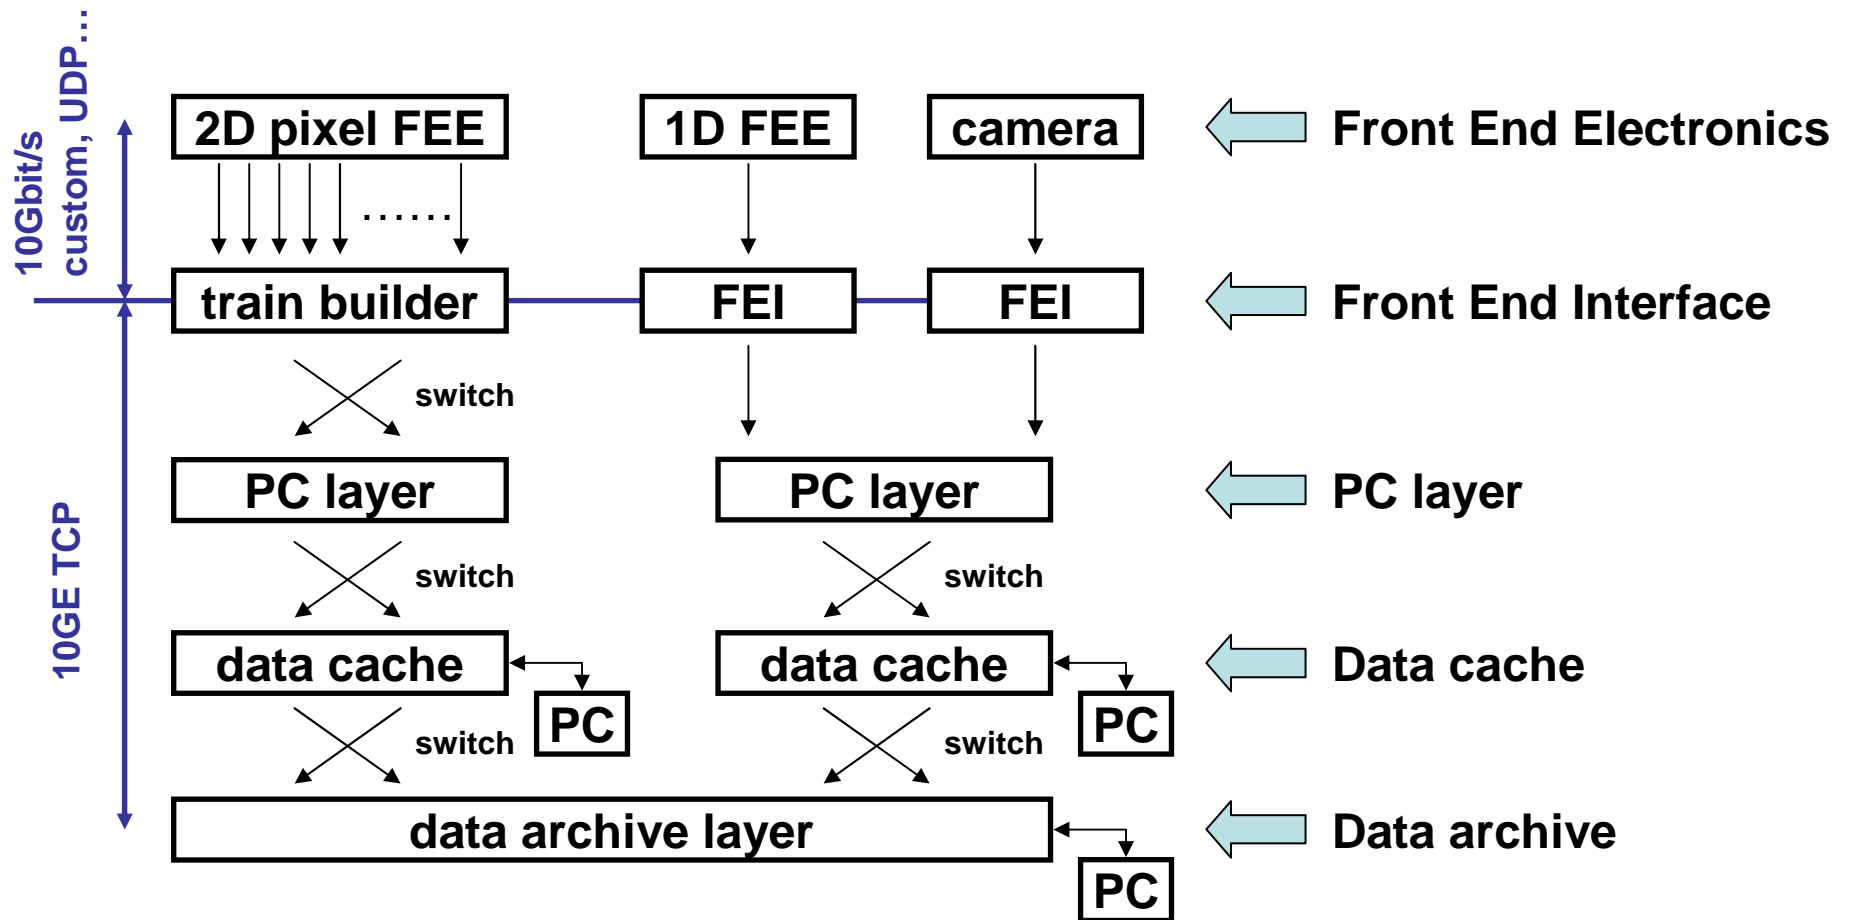 10Gbit/s
custom, UDP…
2D pixel FEE
1D FEE
camera
Front End Electronics
……
train builder
FEI
FEI
Front End Interface
switch
PC layer
PC layer
PC layer
10GE TCP
switch
switch
data cache
data cache
Data cache
PC
PC
switch
switch
data archive layer
Data archive
PC